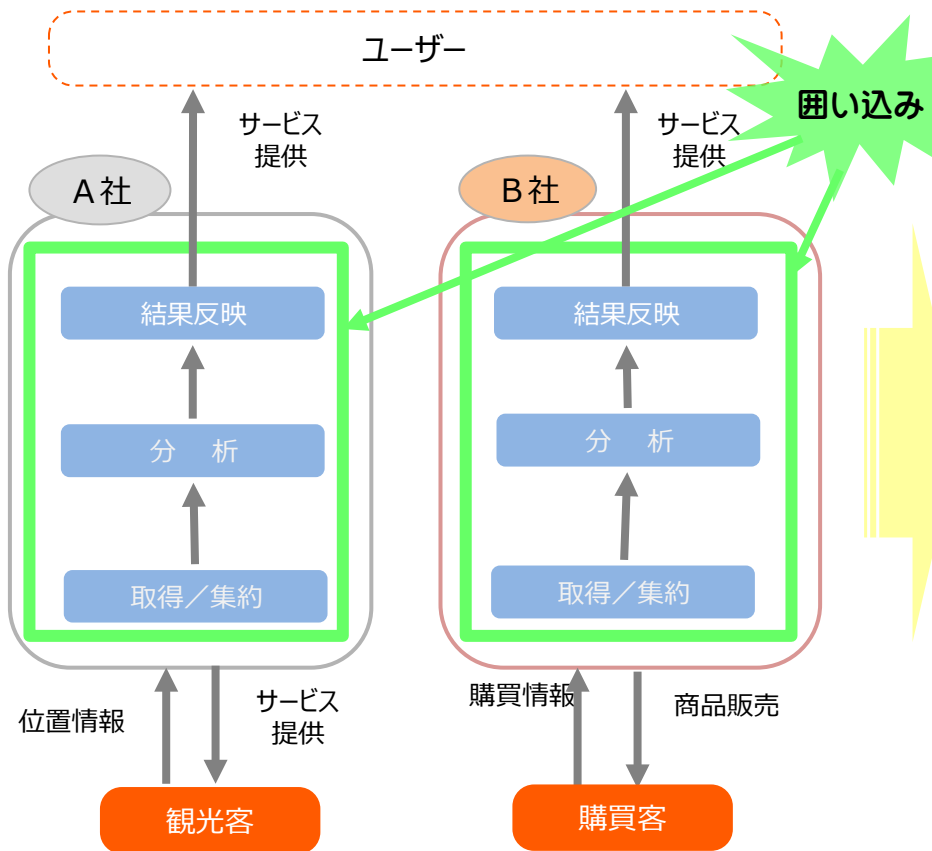 ユーザー
囲い込み
サービス
提供
サービス
提供
A社
B社
結果反映
結果反映
分　析
分　析
取得／集約
取得／集約
位置情報
サービス
提供
購買情報
商品販売
観光客
購買客